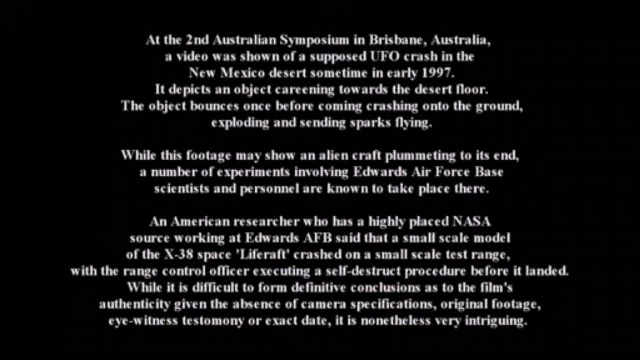 At the 2nd Australian Symposium in Brisbane, Australia,
a video was shown of a supposed UFO crash in the
New Mexico desert sometime in early 1997.
It depicts an object careening towards the desert floor.
The object bounces once before coming crashing onto the ground,
exploding and sending sparks flying.
While this footage may show an alien craft plummeting to its end,
a number of experiments involving Edwards Air Force Base
scientists and personnel are known to take place there.
An American researcher who has a highly placed NASA
source working at Edwards AFB said that a small scale model
of the X-38 space 'Liferaft' crashed on a small scale test range,
with the range control officer executing a self-destruct procedure before it landed.
While it is difficult to form definitive conclusions as to the film's
authenticity given the absence of camera specifications, original footage,
eye-witness testomony or exact date, it is nonetheless very intriguing.